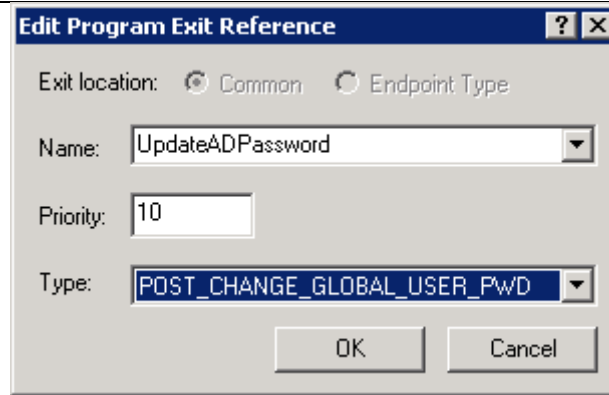 Edit Program Exit Reference
Exit location: Common Endpoint Type
Name: UpdateADPassword
Priority: 10
Type: POST_CHANGE_GLOBAL_USER_PWD
OK Cancel